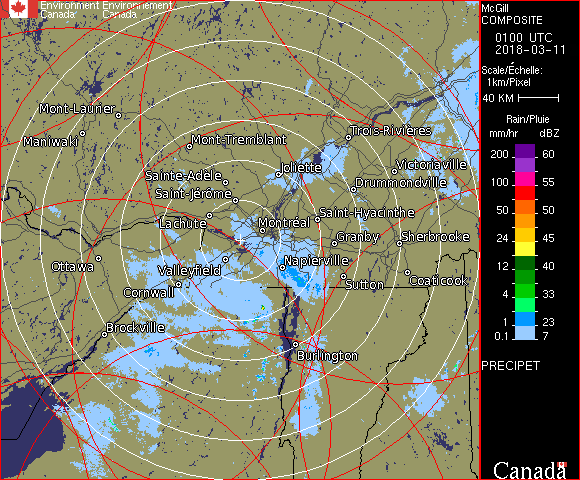 Environment Environnement
Canada Canada
McGill
COMPOSITE
0100 UTC
2018-03-11
Scale/Échelle:
1km/Pixel
40 KM
Rain/Pluie
mm/hr dBZ
200 60
100 55
50 50
24 45
12 40
4 33
1 23
0.1 7
PRECIPET
Canada
Mont-Laurier
Maniwaki
Mont-Tremblant
Trois-Rivières
Sainte-Adèle
Joliette
Victoriaville
Saint-Jérôme
Drummondville
Lachute
Montréal
Saint-Hyacinthe
Granby
Sherbrooke
Ottawa
Valleyfield
Napierville
Cornwall
Sutton
Coaticook
Brockville
Burlington